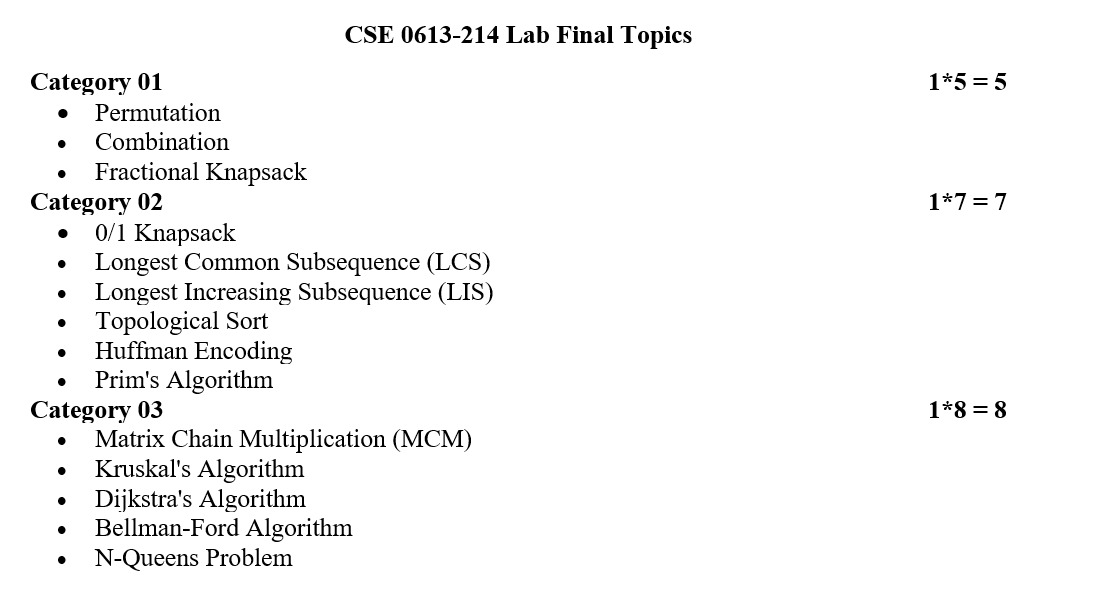 CSE 0613-214 Lab Final Topics
Category 01 1*5 = 5
• Permutation
• Combination
• Fractional Knapsack
Category 02 1*7 = 7
• 0/1 Knapsack
• Longest Common Subsequence (LCS)
• Longest Increasing Subsequence (LIS)
• Topological Sort
• Huffman Encoding
• Prim's Algorithm
Category 03 1*8 = 8
• Matrix Chain Multiplication (MCM)
• Kruskal's Algorithm
• Dijkstra's Algorithm
• Bellman-Ford Algorithm
• N-Queens Problem